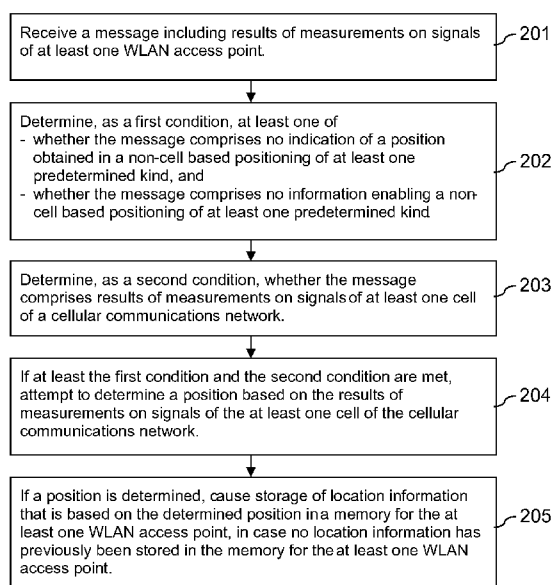 Receive a message including results of measurements on signals
of at least one WLAN access point.
201
Determine, as a first condition, at least one of
- whether the message comprises no indication of a position
obtained in a non-cell based positioning of at least one
predetermined kind, and
- whether the message comprises no information enabling a non-
cell based positioning of at least one predetermined kind
202
Determine, as a second condition, whether the message
comprises results of measurements on signals of at least one cell
of a cellular communications network.
203
If at least the first condition and the second condition are met,
attempt to determine a position based on the results of
measurements on signals of the at least one cell of the cellular
communications network.
204
If a position is determined, cause storage of location information
that is based on the determined position in a memory for the at
least one WLAN access point, in case no location information has
previously been stored in the memory for the at least one WLAN
access point.
205